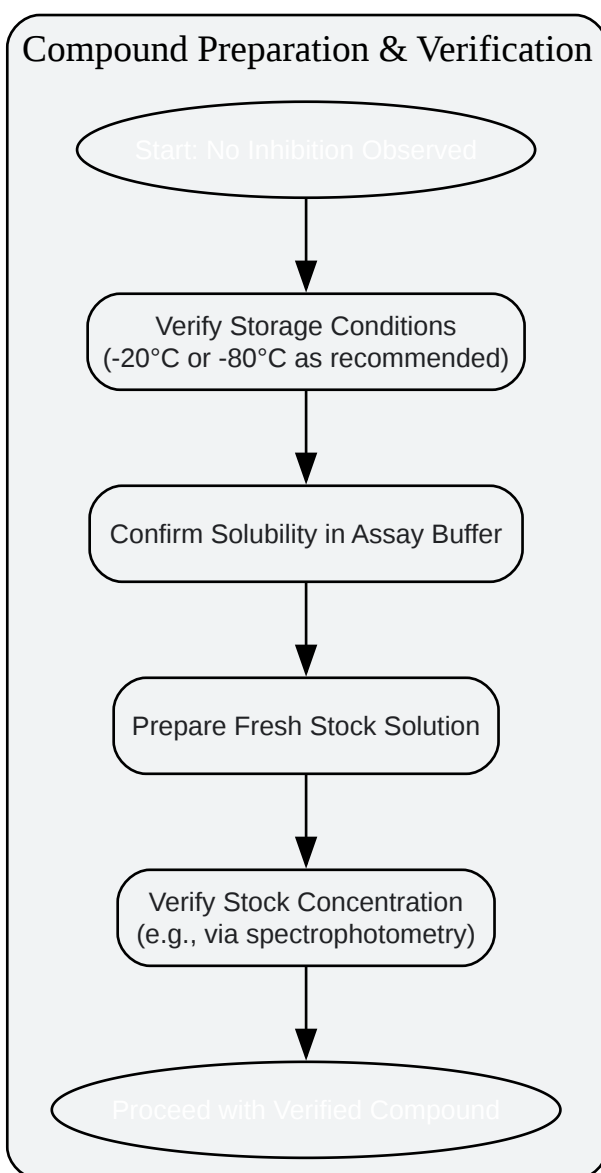 Compound Preparation & Verification
Start: No Inhibition Observed
Verify Storage Conditions
(-20°C or -80°C as recommended)
Confirm Solubility in Assay Buffer
Prepare Fresh Stock Solution
Verify Stock Concentration
(e.g., via spectrophotometry)
Proceed with Verified Compound